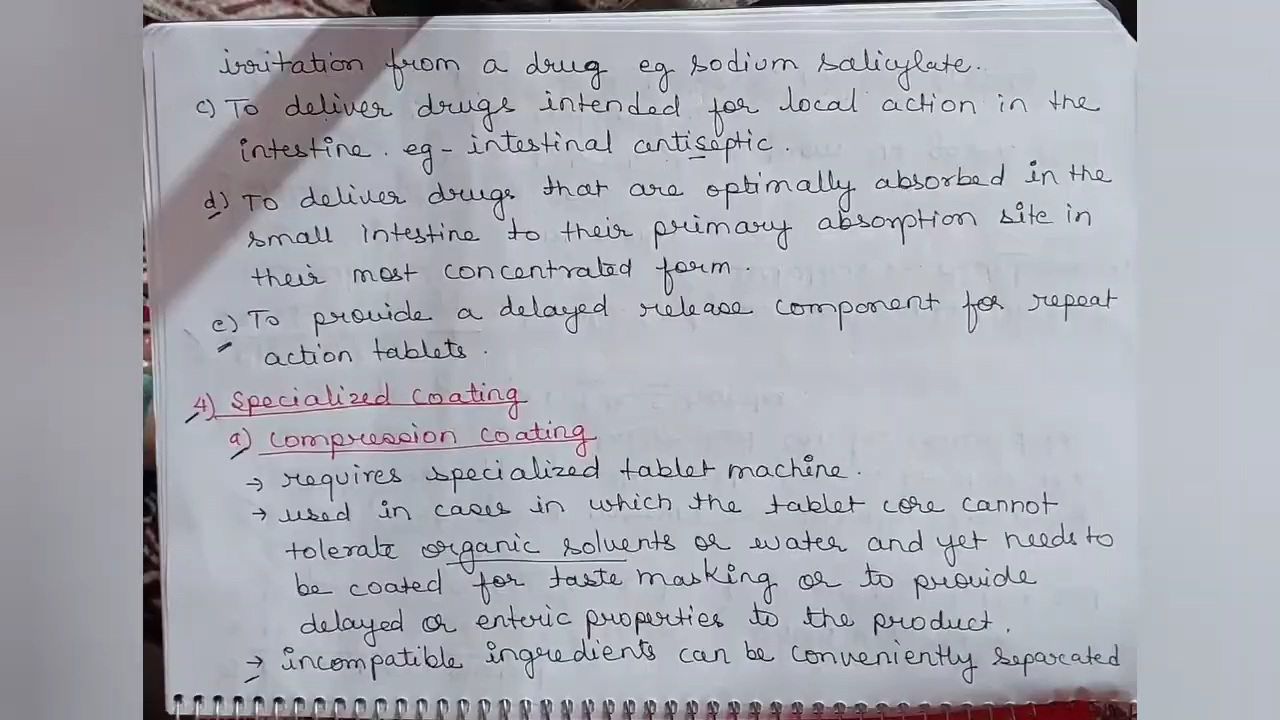 irritation from a drug eg sodium salicylate.
c) To deliver drugs intended for local action in the
intestine. eg - intestinal antiseptic.
d) To deliver drugs that are optimally absorbed in the
small intestine to their primary absorption site in
their most concentrated form.
e) To provide a delayed release component for repeat
action tablets.
4) Specialized coating
a) compression coating
→ requires specialized tablet machine.
→ used in cases in which the tablet core cannot
tolerate organic solvents or water and yet needs to
be coated for taste masking or to provide
delayed or enteric properties to the product.
→ incompatible ingredients can be conveniently separated